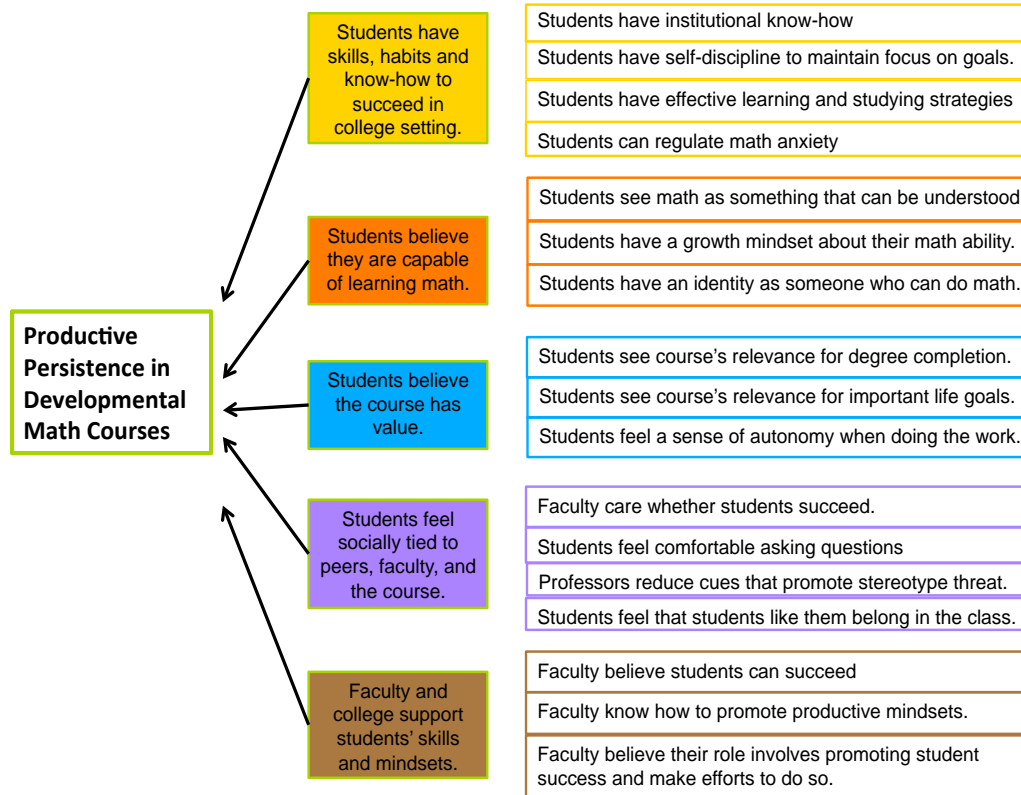 Students have
skills, habits and
know-how to
succeed in
college setting.
Students have institutional know-how
Students have self-discipline to maintain focus on goals.
Students have effective learning and studying strategies
Students can regulate math anxiety
Students believe
they are capable
of learning math.
Students see math as something that can be understood
Students have a growth mindset about their math ability.
Students have an identity as someone who can do math.
Productive
Persistence in
Developmental
Math Courses
Students believe
the course has
value.
Students see course’s relevance for degree completion.
Students see course’s relevance for important life goals.
Students feel a sense of autonomy when doing the work.
Students feel
socially tied to
peers, faculty, and
the course.
Faculty care whether students succeed.
Students feel comfortable asking questions
Professors reduce cues that promote stereotype threat.
Students feel that students like them belong in the class.
Faculty and
college support
students’ skills
and mindsets.
Faculty believe students can succeed
Faculty know how to promote productive mindsets.
Faculty believe their role involves promoting student
success and make efforts to do so.